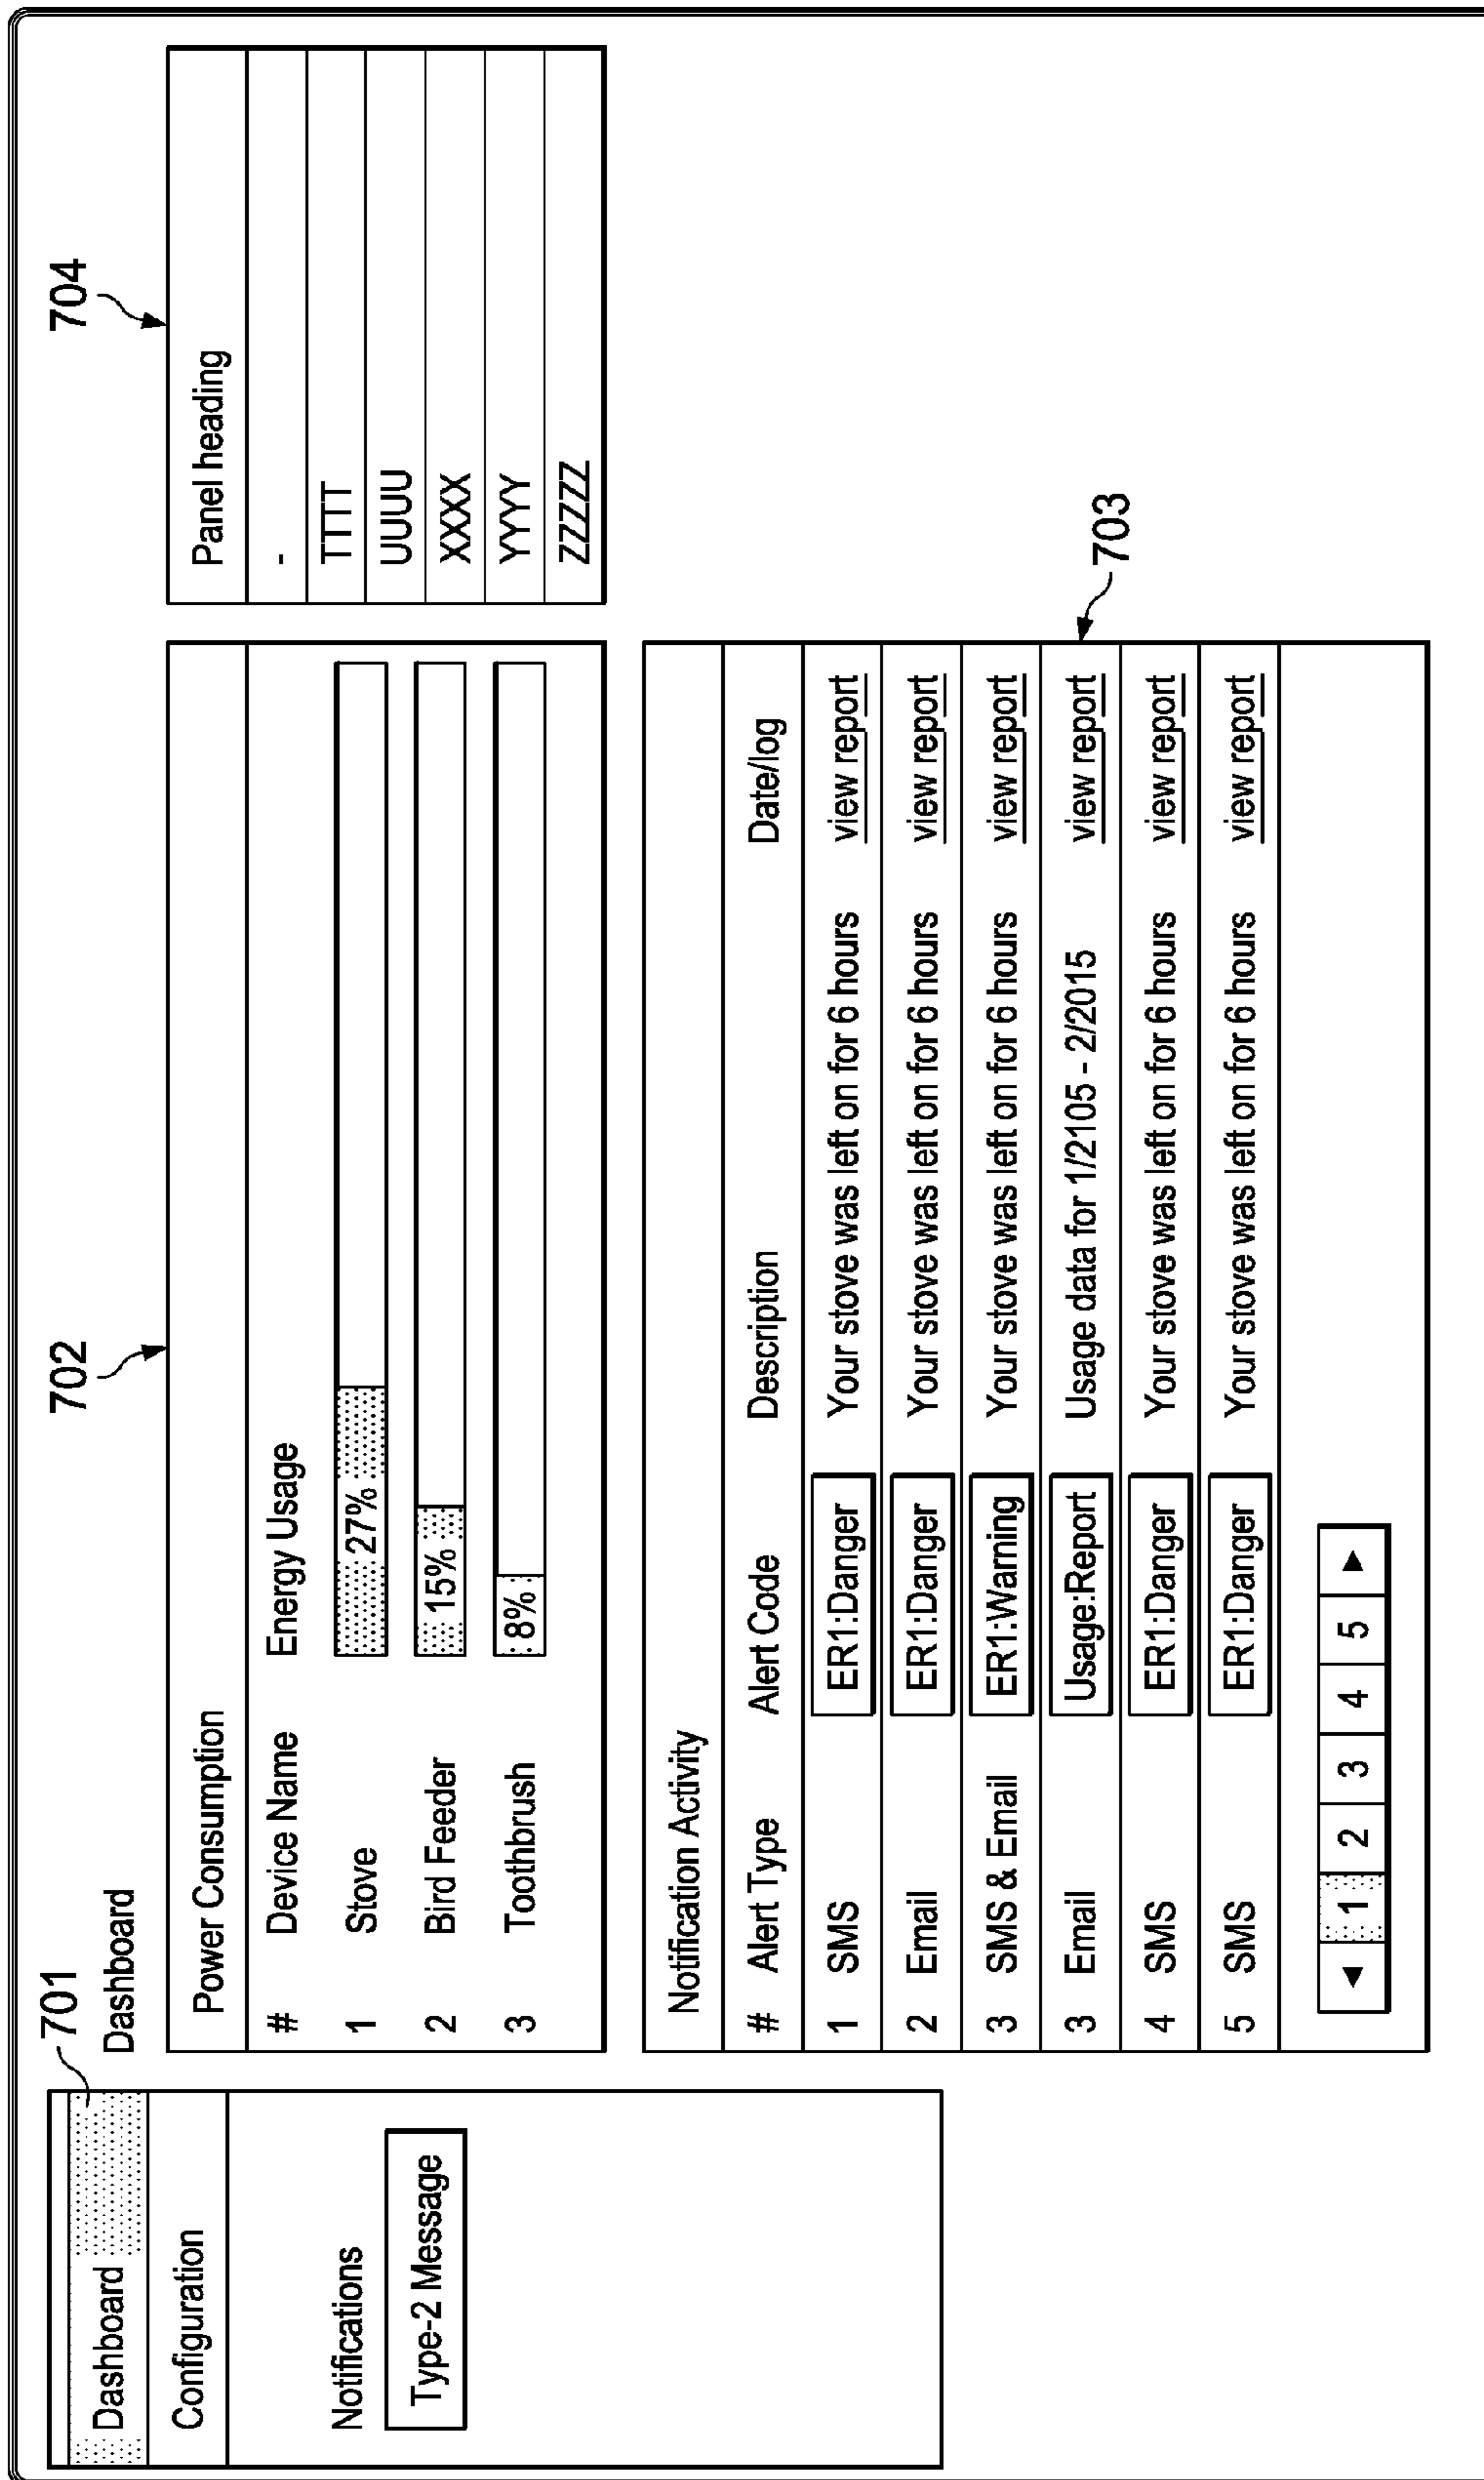 701
702
704
Dashboard
Configuration
Notifications
Type-2 Message
Dashboard
Power Consumption
# Device Name Energy Usage
1 Stove 27%
2 Bird Feeder 15%
3 Toothbrush 8%
Panel heading
-
TTTT
UUUU
XXXX
YYYY
ZZZZZ
703
Notification Activity
# Alert Type Alert Code Description Date/log
1 SMS ER1:Danger Your stove was left on for 6 hours view report
2 Email ER1:Danger Your stove was left on for 6 hours view report
3 SMS & Email ER1:Warning Your stove was left on for 6 hours view report
3 Email Usage:Report Usage data for 1/2105 - 2/2015 view report
4 SMS ER1:Danger Your stove was left on for 6 hours view report
5 SMS ER1:Danger Your stove was left on for 6 hours view report
◄ 1 2 3 4 5 ►